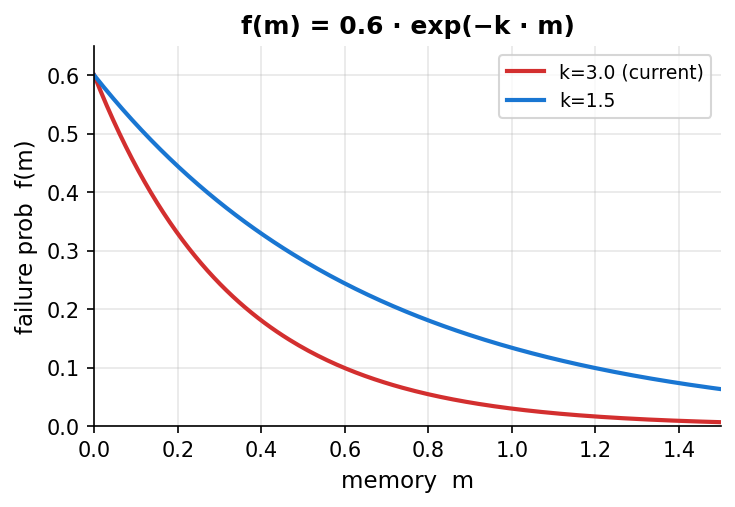 f(m) = 0.6 · exp(−k · m)
k=3.0 (current)
k=1.5
failure prob  f(m)
0.6
0.5
0.4
0.3
0.2
0.1
0.0
0.0 0.2 0.4 0.6 0.8 1.0 1.2 1.4
memory  m